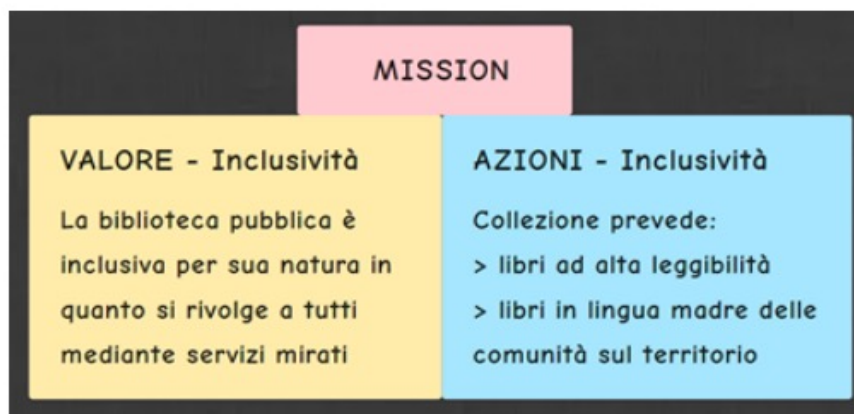 MISSION
VALORE - Inclusività
La biblioteca pubblica è
inclusiva per sua natura in
quanto si rivolge a tutti
mediante servizi mirati
AZIONI - Inclusività
Collezione prevede:
> libri ad alta leggibilità
> libri in lingua madre delle
comunità sul territorio